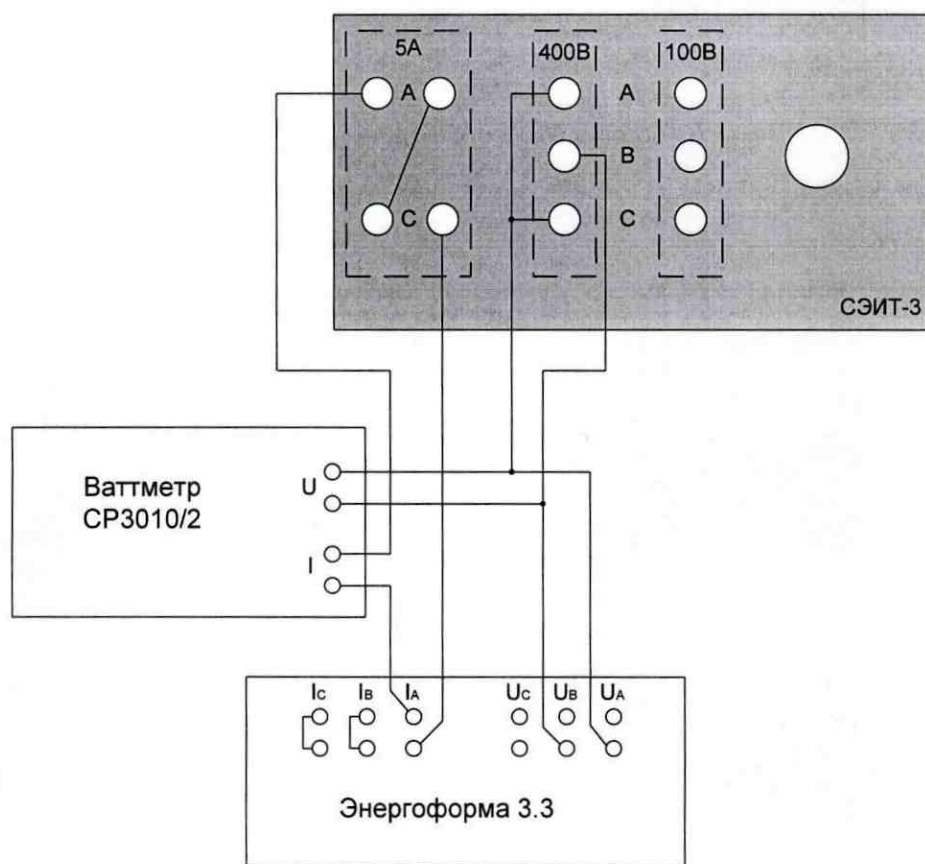 5А 400В 100В
А А
В
С С
СЭИТ-3
Ваттметр
СР3010/2
U
I
IC IB IA UC UB UA
Энергоформа 3.3